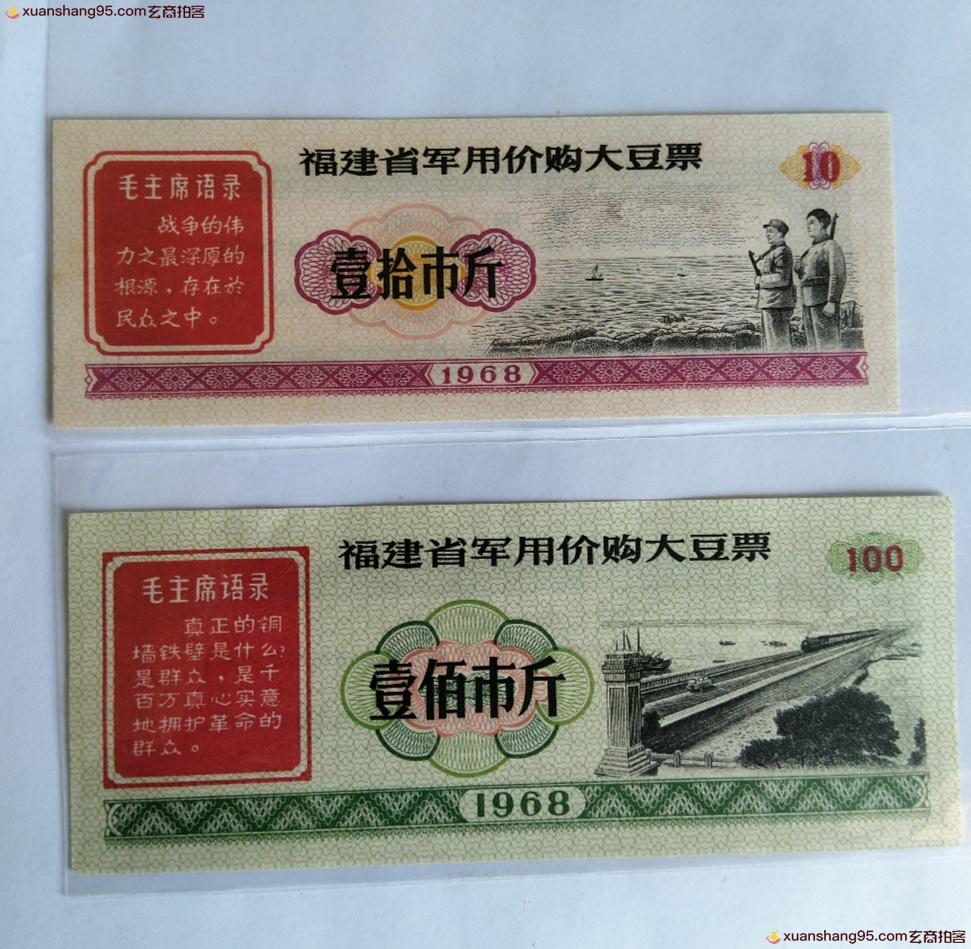 xuanshang95.com玄商拍客
福建省军用价购大豆票
10
毛主席语录
战争的伟
力之最深厚的
根源，存在於
民众之中。
壹拾市斤
1968
福建省军用价购大豆票
100
毛主席语录
真正的铜
墙铁壁是什么?
是群众，是千
百万真心实意
地拥护革命的
群众。
壹佰市斤
1968
xuanshang95.com玄商拍客